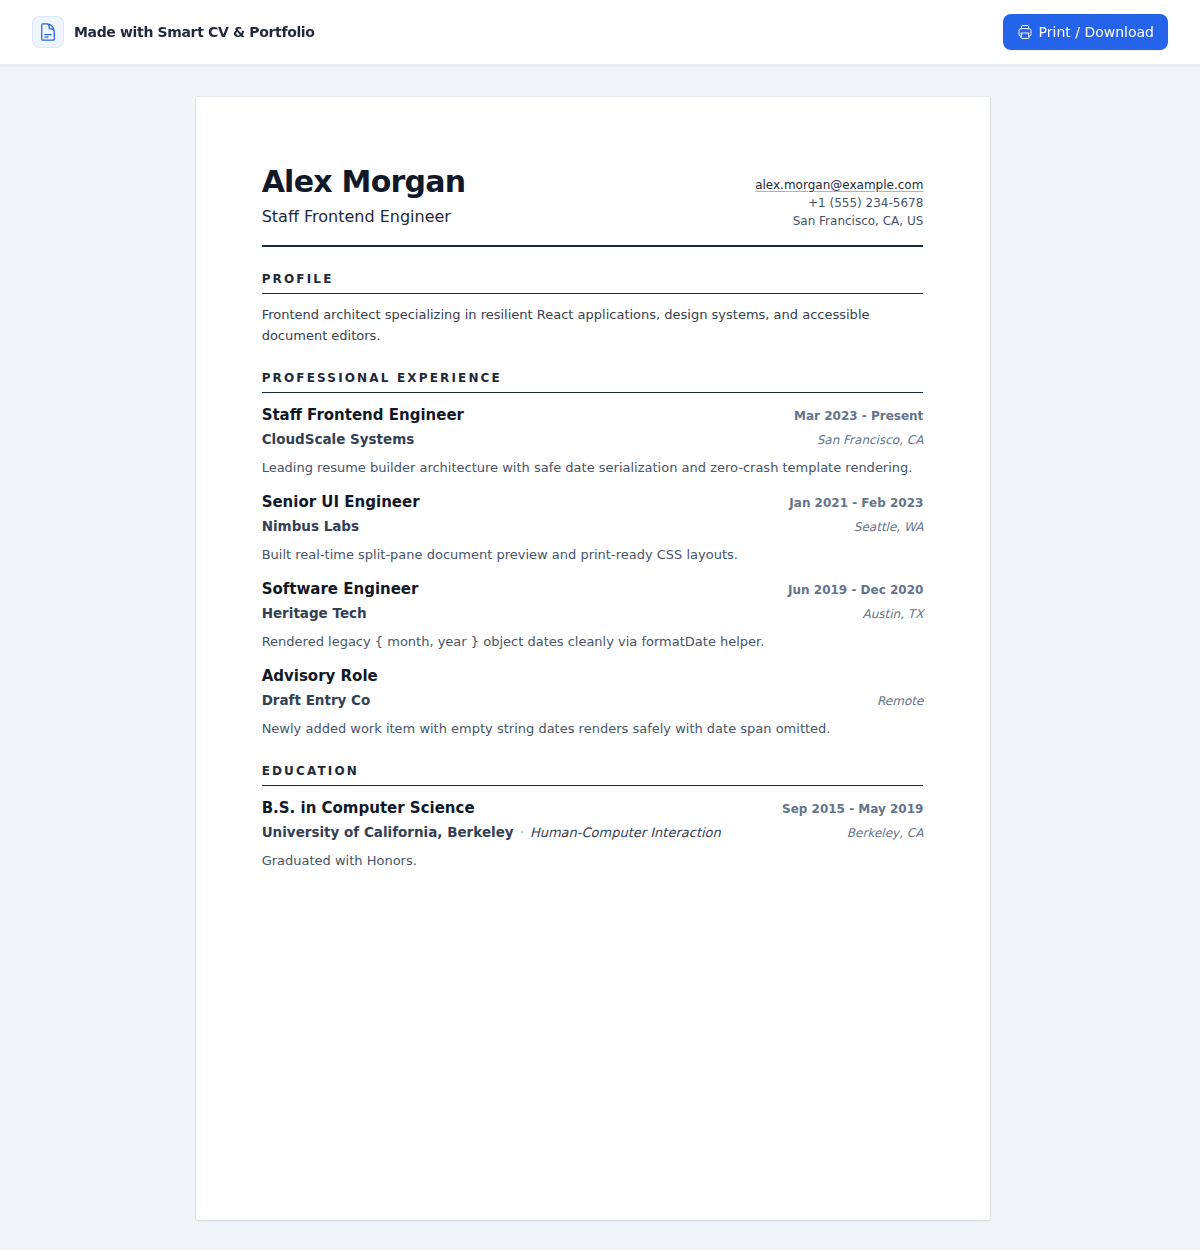 Made with Smart CV & Portfolio
Print / Download
Alex Morgan
Staff Frontend Engineer
alex.morgan@example.com
+1 (555) 234-5678
San Francisco, CA, US
PROFILE
Frontend architect specializing in resilient React applications, design systems, and accessible
document editors.
PROFESSIONAL EXPERIENCE
Staff Frontend Engineer
Mar 2023 - Present
CloudScale Systems
San Francisco, CA
Leading resume builder architecture with safe date serialization and zero-crash template rendering.
Senior UI Engineer
Jan 2021 - Feb 2023
Nimbus Labs
Seattle, WA
Built real-time split-pane document preview and print-ready CSS layouts.
Software Engineer
Jun 2019 - Dec 2020
Heritage Tech
Austin, TX
Rendered legacy { month, year } object dates cleanly via formatDate helper.
Advisory Role
Draft Entry Co
Remote
Newly added work item with empty string dates renders safely with date span omitted.
EDUCATION
B.S. in Computer Science
Sep 2015 - May 2019
University of California, Berkeley · Human-Computer Interaction
Berkeley, CA
Graduated with Honors.